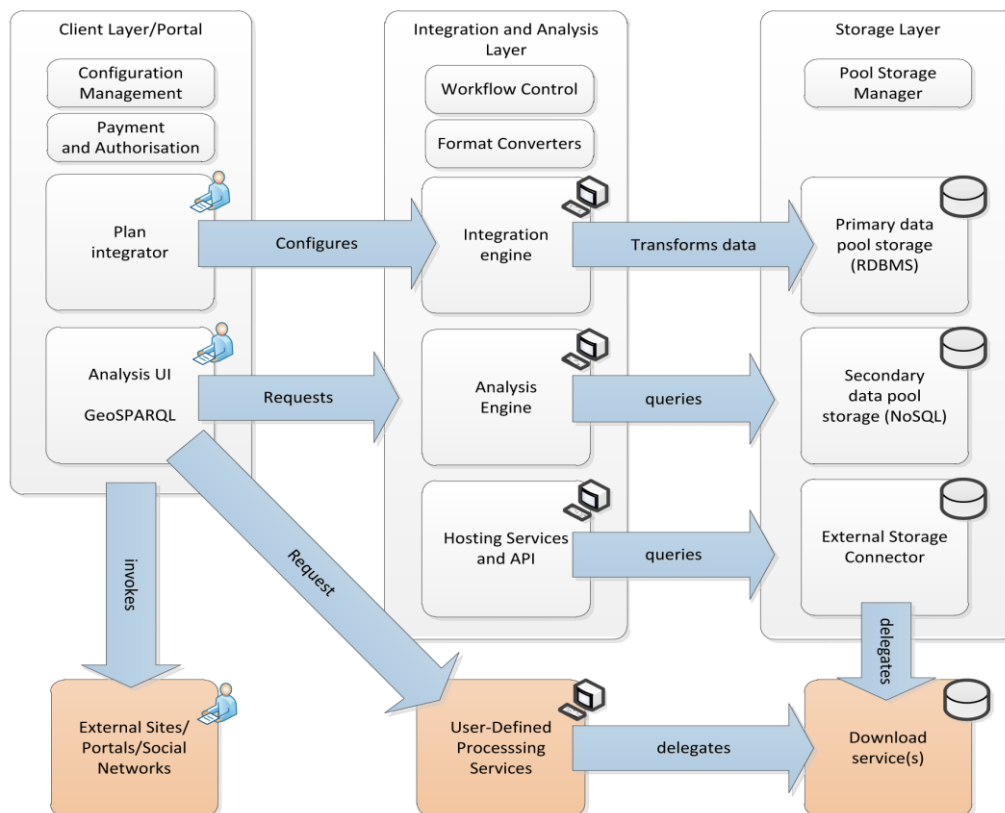 Client Layer/Portal
Configuration
Management
Payment
and Authorisation
Plan
integrator
Analysis UI
GeoSPARQL
Configures
Requests
Request
invokes
Integration and Analysis
Layer
Workflow Control
Format Converters
Integration
engine
Analysis
Engine
Hosting Services
and API
Transforms data
queries
queries
Storage Layer
Pool Storage
Manager
Primary data
pool storage
(RDBMS)
Secondary
data pool
storage (NoSQL)
External Storage
Connector
delegates
External Sites/
Portals/Social
Networks
User-Defined
Processsing
Services
delegates
Download
service(s)